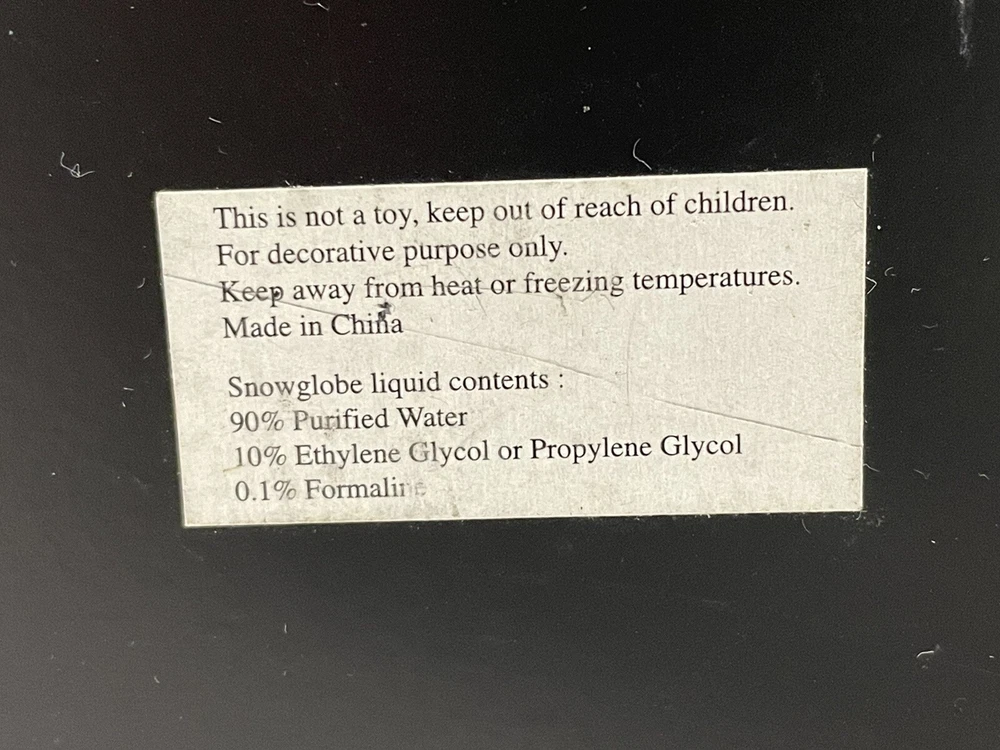 This is not a toy, keep out of reach of children.
For decorative purpose only.
Keep away from heat or freezing temperatures.
Made in China
Snowglobe liquid contents :
90% Purified Water
10% Ethylene Glycol or Propylene Glycol
0.1% Formaline